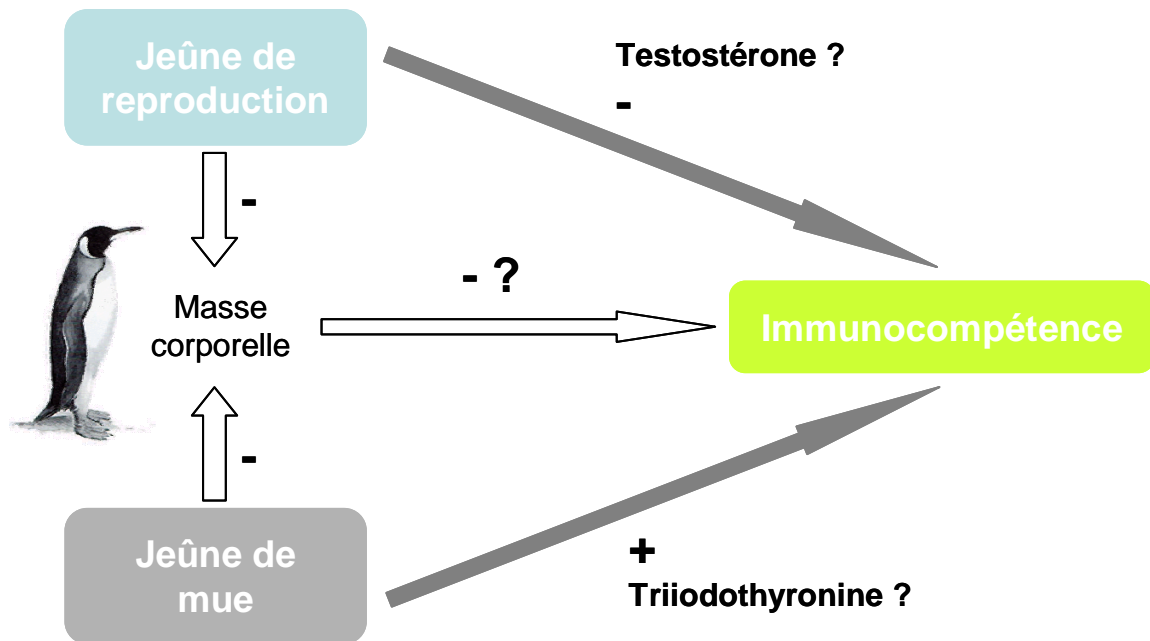 Jeûne de
reproduction
Testostérone ?
-
-
- ?
Masse
corporelle
Immunocompétence
-
Jeûne de
mue
+
Triiodothyronine ?